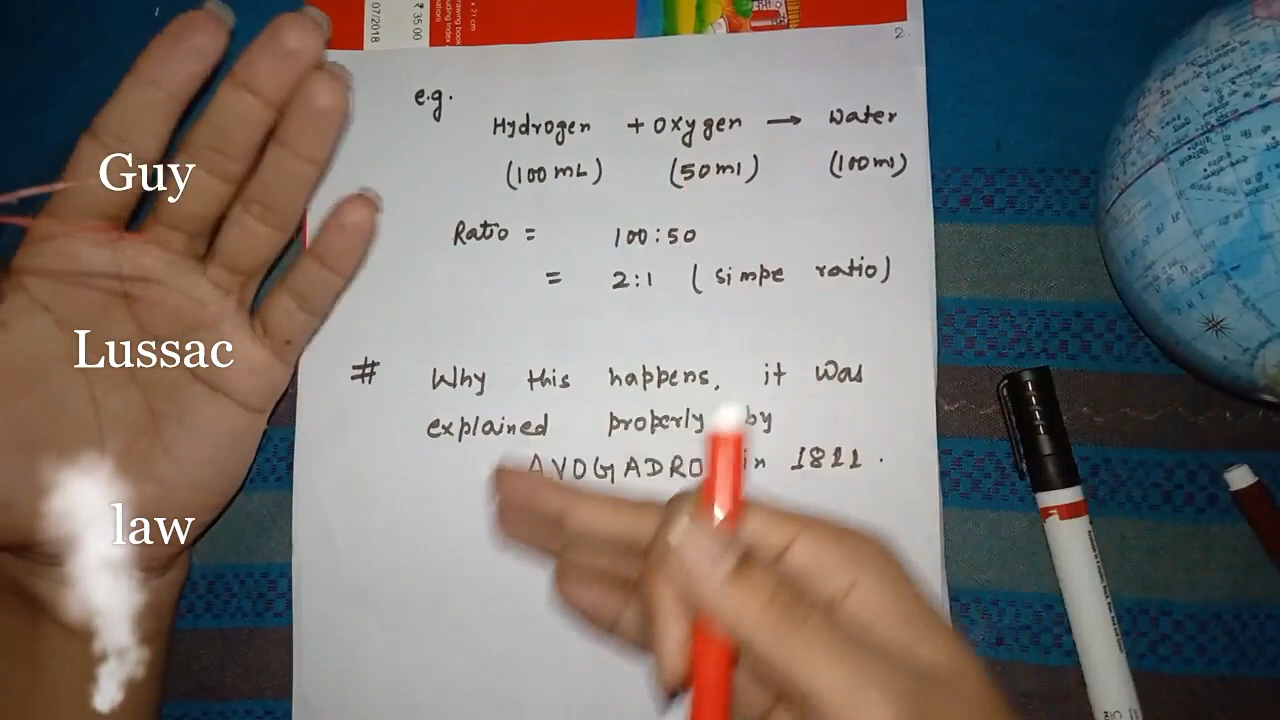 07/2018
₹ 35.00
2.
e.g.
Hydrogen + Oxygen → Water
(100 mL) (50 ml) (100 ml)
Ratio = 100:50
= 2:1 (simpe ratio)
# Why this happens, it was
explained properly by
AVOGADRO in 1811.
Guy
Lussac
law